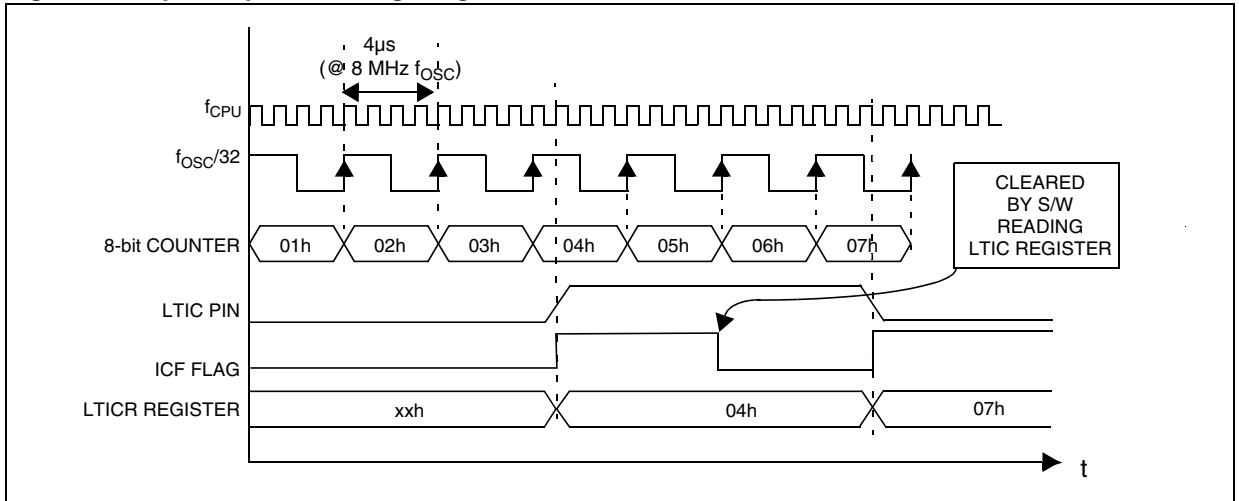 4µs
(@ 8 MHz fOSC)
fCPU
fOSC/32
CLEARED
BY S/W
READING
LTIC REGISTER
8-bit COUNTER 01h 02h 03h 04h 05h 06h 07h
LTIC PIN
ICF FLAG
LTICR REGISTER xxh 04h 07h
t